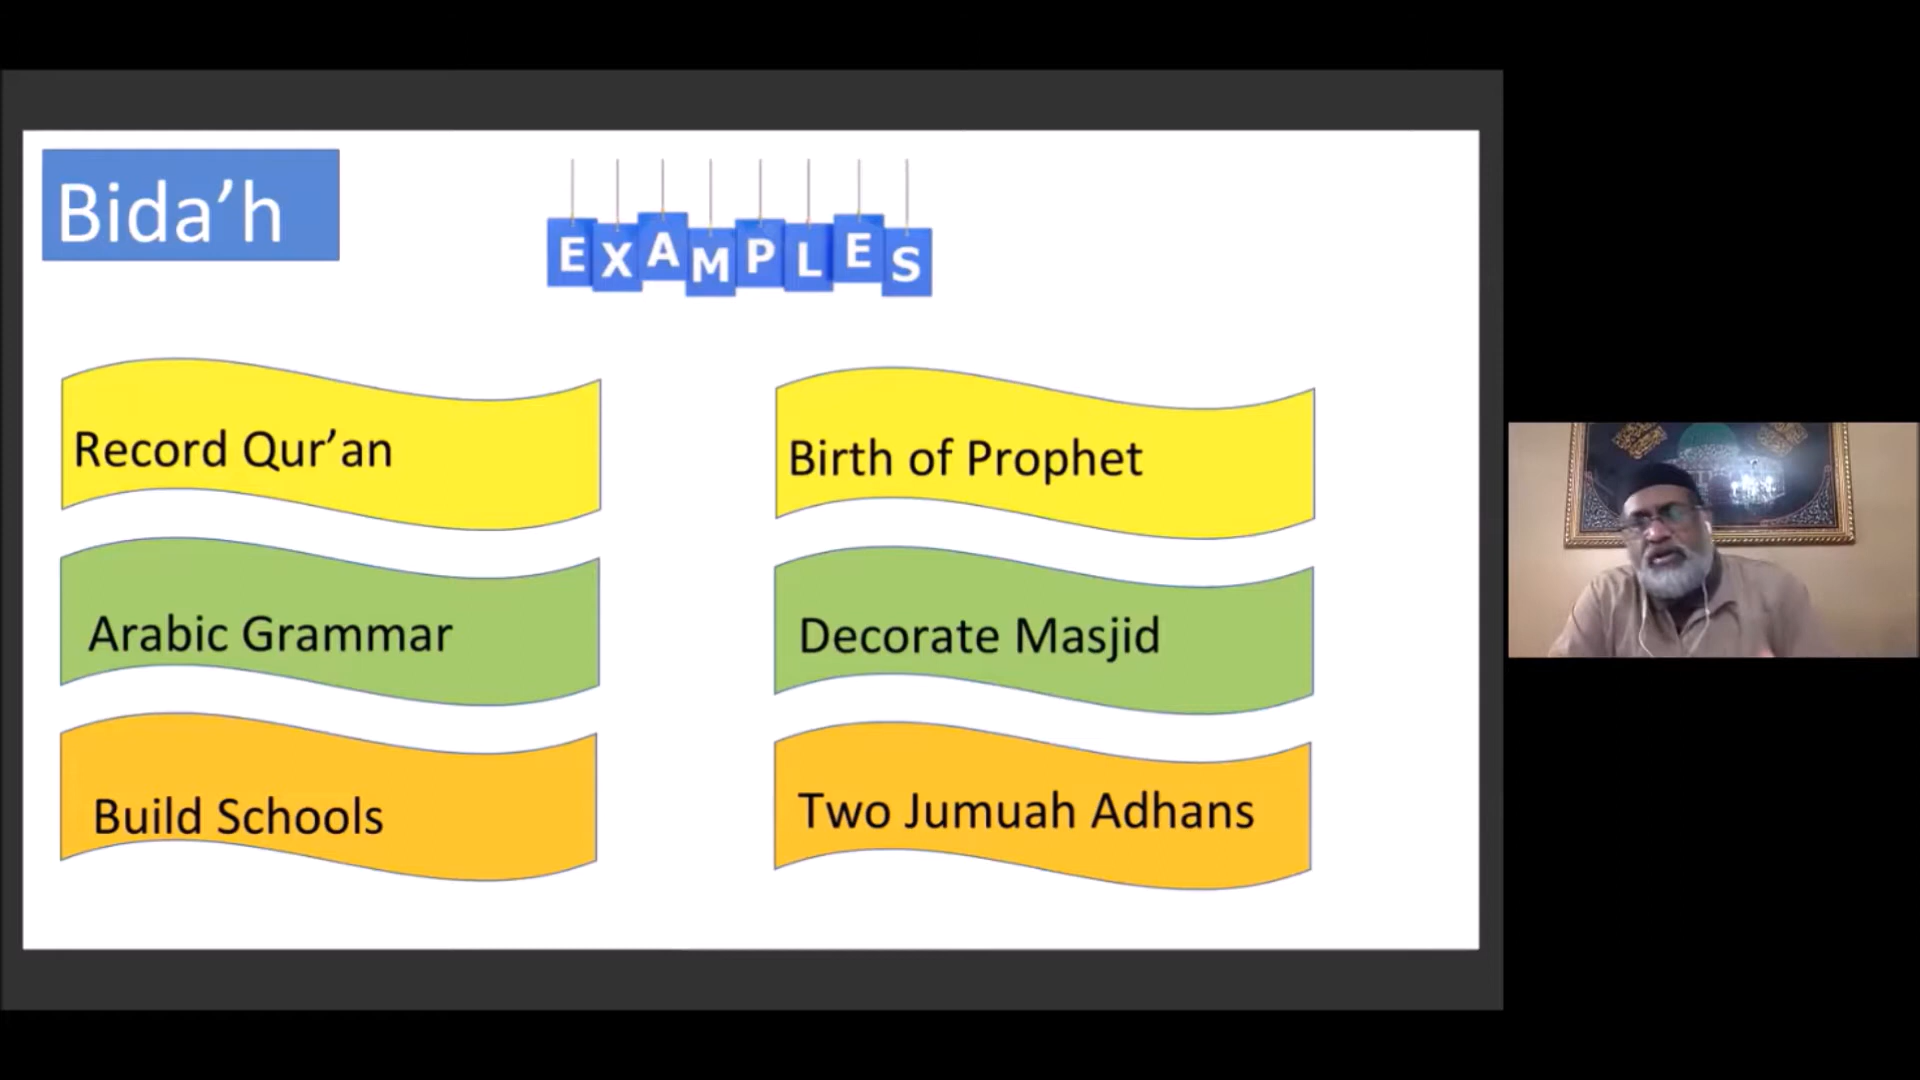 Bida’h
EXAMPLES
Record Qur’an
Birth of Prophet
Arabic Grammar
Decorate Masjid
Build Schools
Two Jumuah Adhans